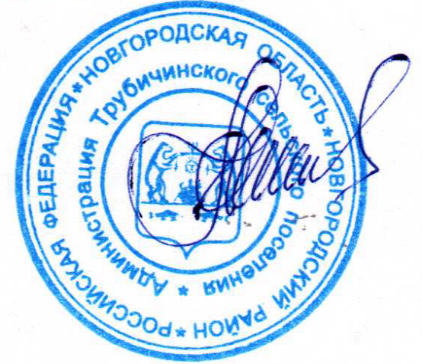 РОССИЙСКАЯ ФЕДЕРАЦИЯ * НОВГОРОДСКАЯ ОБЛАСТЬ * НОВГОРОДСКИЙ РАЙОН *
Администрация Трубичинского сельского поселения *